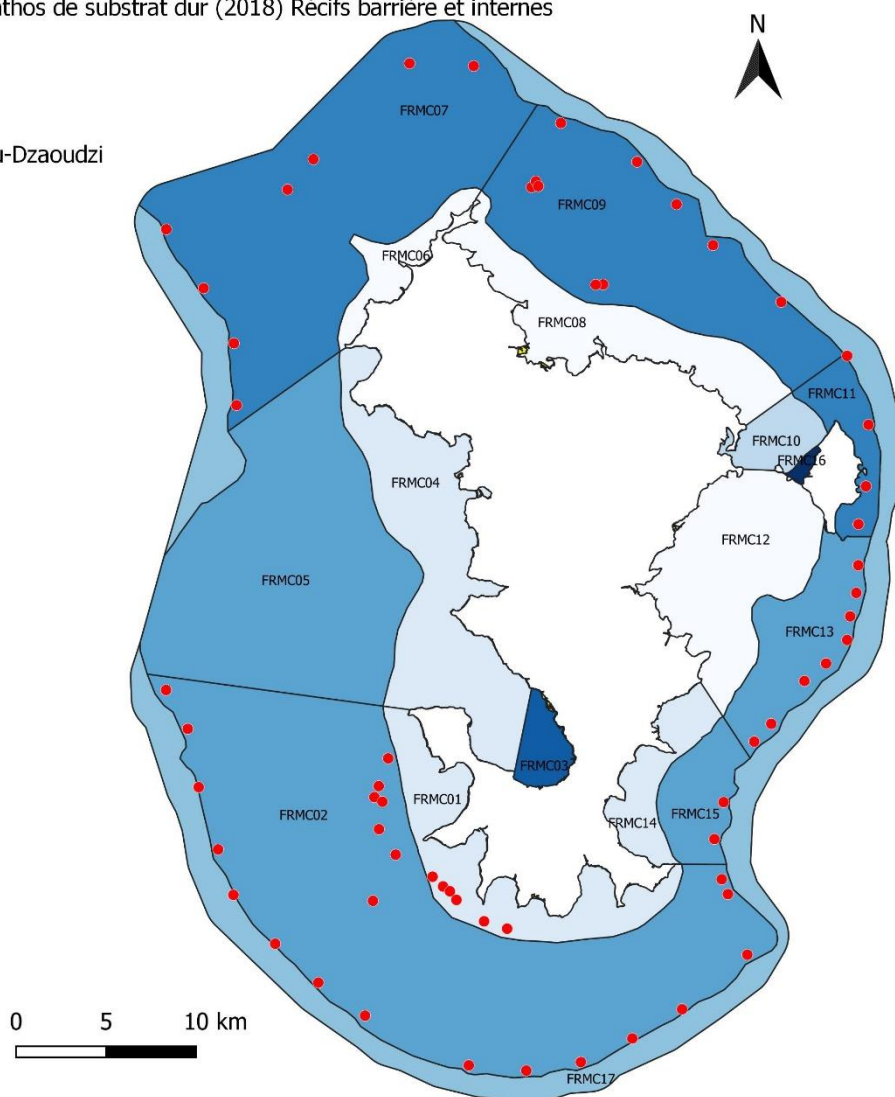 de substrat dur (2018) Récifs barrière et internes
N
FRMC07
-Dzaoudzi
FRMC09
FRMC06
FRMC08
FRMC11
FRMC10
FRMC16
FRMC04
FRMC12
FRMC05
FRMC13
FRMC03
FRMC01
FRMC02
FRMC15
FRMC14
0 5 10 km
FRMC17